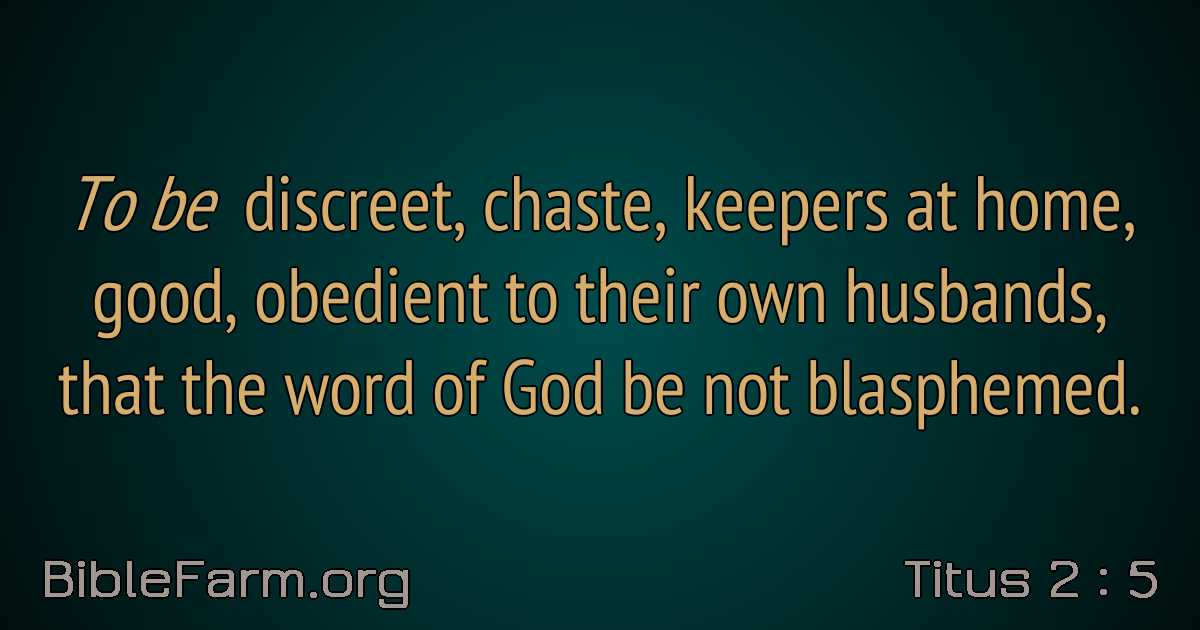 To be discreet, chaste, keepers at home,
good, obedient to their own husbands,
that the word of God be not blasphemed.
BibleFarm.org
Titus 2 : 5